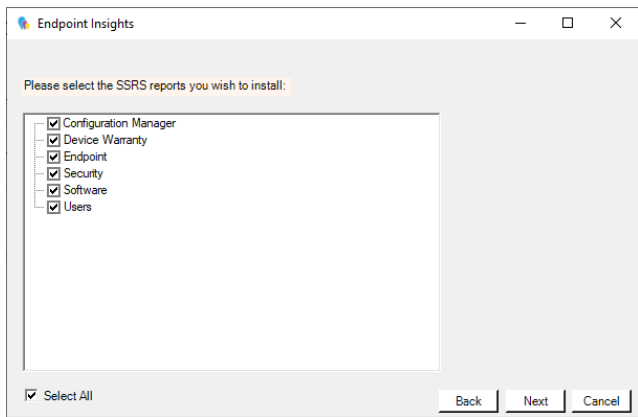 Endpoint Insights
Please select the SSRS reports you wish to install:
Configuration Manager
Device Warranty
Endpoint
Security
Software
Users
Select All
Back Next Cancel